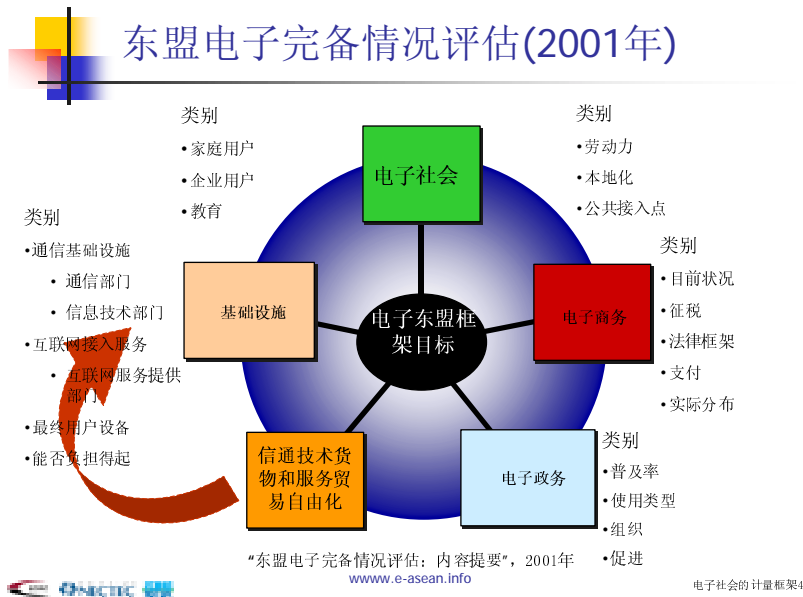 东盟电子完备情况评估(2001年)
类别
•家庭用户
•企业用户
•教育
类别
•劳动力
•本地化
•公共接入点
电子社会
类别
•通信基础设施
• 通信部门
• 信息技术部门
•互联网接入服务
• 互联网服务提供
部门
•最终用户设备
•能否负担得起
基础设施
电子东盟框
架目标
电子商务
类别
•目前状况
•征税
•法律框架
•支付
•实际分布
信通技术货
物和服务贸
易自由化
电子政务
类别
•普及率
•使用类型
•组织
•促进
“东盟电子完备情况评估：内容提要”，2001年
wwww.e-asean.info
NECTEC
电子社会的计量框架4